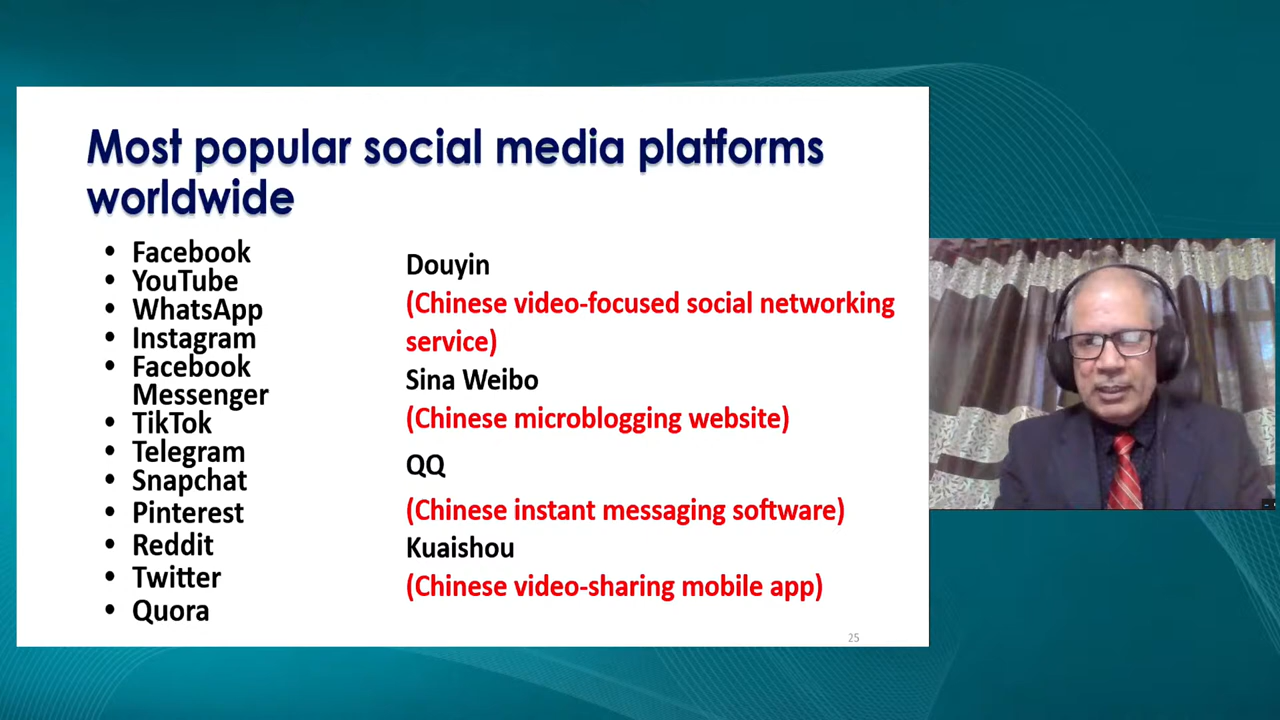 Most popular social media platforms
worldwide
• Facebook
• YouTube
• WhatsApp
• Instagram
• Facebook
Messenger
• TikTok
• Telegram
• Snapchat
• Pinterest
• Reddit
• Twitter
• Quora
Douyin
(Chinese video-focused social networking
service)
Sina Weibo
(Chinese microblogging website)
QQ
(Chinese instant messaging software)
Kuaishou
(Chinese video-sharing mobile app)
25